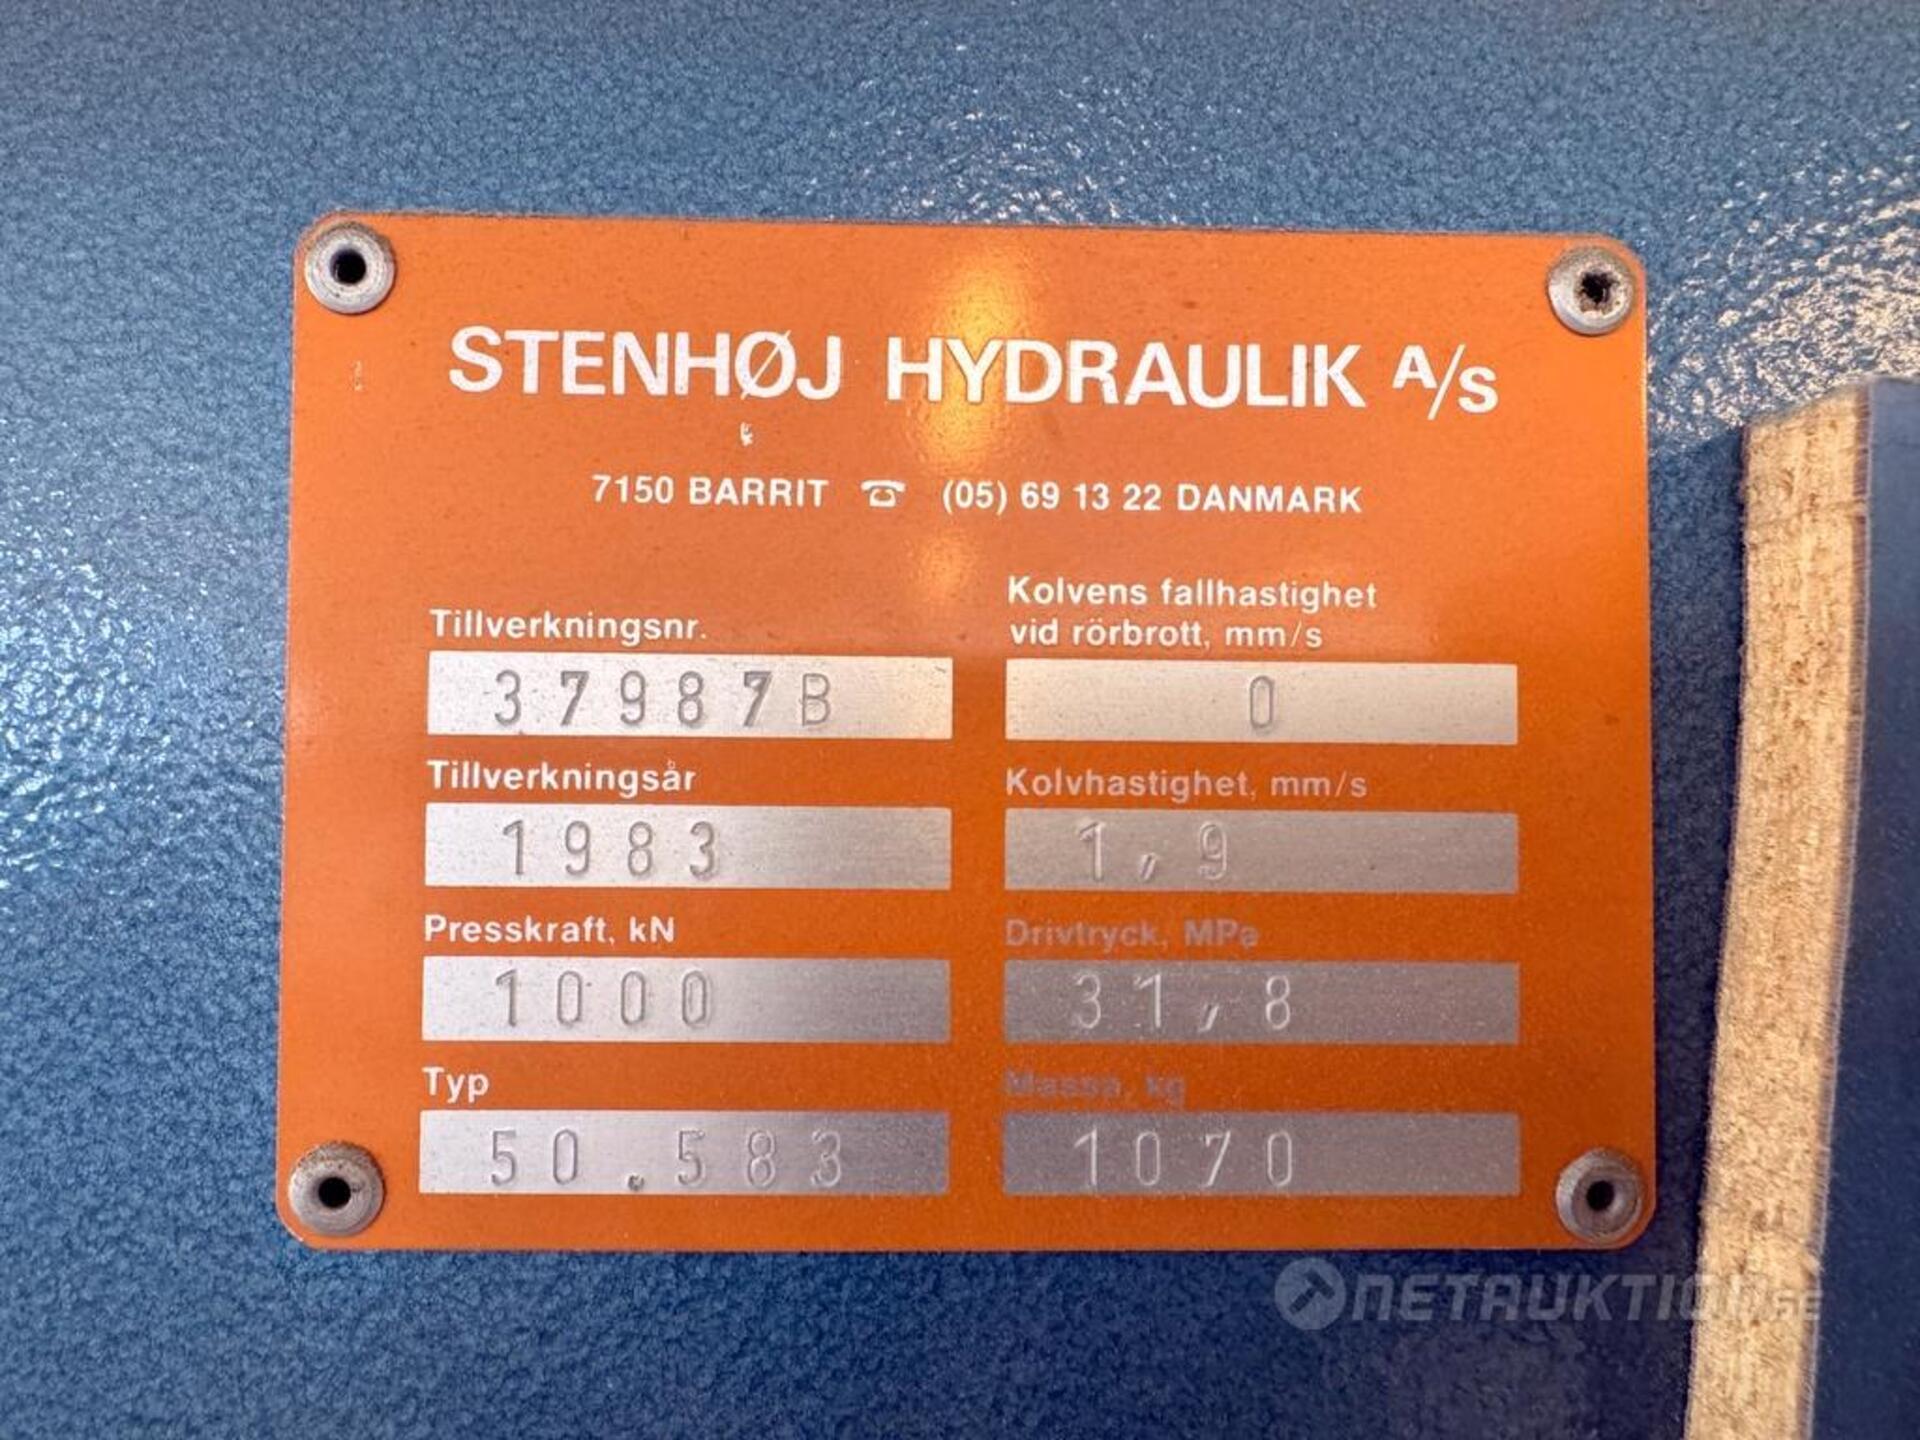 STENHØJ HYDRAULIK A/S
7150 BARRIT ☎ (05) 69 13 22 DANMARK
Tillverkningsnr.
37987B
Tillverkningsår
1983
Presskraft, kN
1000
Typ
50.583
Kolvens fallhastighet
vid rörbrott, mm/s
0
Kolvhastighet, mm/s
1,9
Drivtryck, MPa
31,8
Massa, kg
1070
NETAUKTION.SE